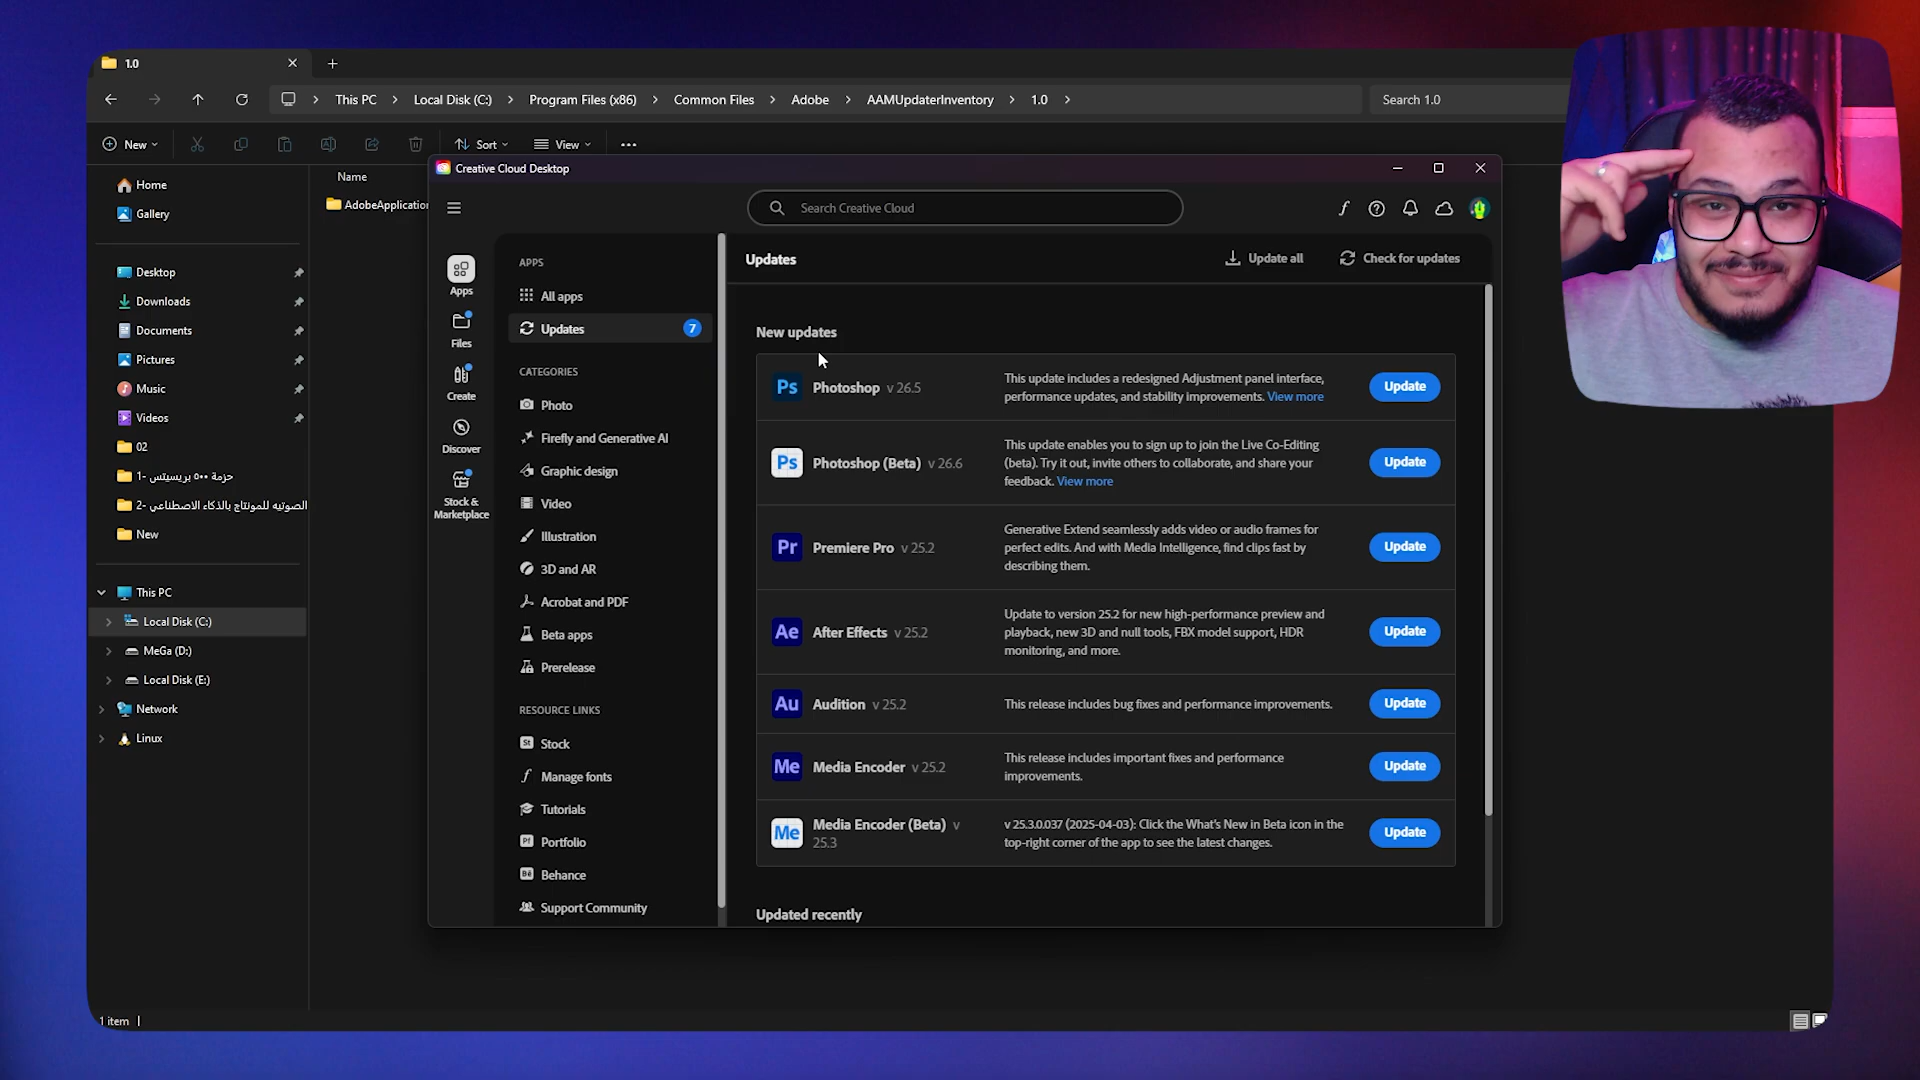 1.0
This PC
Local Disk (C:)
Program Files (x86)
Common Files
Adobe
AAMUpdaterInventory
1.0
Search 1.0
New
Sort
View
Home
Gallery
Desktop
Downloads
Documents
Pictures
Music
Videos
02
1- حزمة ٥٠٠ بريسيتس
2- الصوتيه للمونتاج بالذكاء الاصطناعي
New
This PC
Local Disk (C:)
MeGa (D:)
Local Disk (E:)
Network
Linux
1 item
Name
AdobeApplication
Creative Cloud Desktop
Search Creative Cloud
Apps
Files
Create
Discover
Stock &
Marketplace
APPS
All apps
Updates
7
CATEGORIES
Photo
Firefly and Generative AI
Graphic design
Video
Illustration
3D and AR
Acrobat and PDF
Beta apps
Prerelease
RESOURCE LINKS
St Stock
Manage fonts
Tutorials
Pf Portfolio
Bē Behance
Support Community
Updates
Update all
Check for updates
New updates
Ps Photoshop v 26.5
This update includes a redesigned Adjustment panel interface,
performance updates, and stability improvements. View more
Update
Ps Photoshop (Beta) v 26.6
This update enables you to sign up to join the Live Co-Editing
(beta). Try it out, invite others to collaborate, and share your
feedback. View more
Update
Pr Premiere Pro v 25.2
Generative Extend seamlessly adds video or audio frames for
perfect edits. And with Media Intelligence, find clips fast by
describing them.
Update
Ae After Effects v 25.2
Update to version 25.2 for new high-performance preview and
playback, new 3D and null tools, FBX model support, HDR
monitoring, and more.
Update
Au Audition v 25.2
This release includes bug fixes and performance improvements.
Update
Me Media Encoder v 25.2
This release includes important fixes and performance
improvements.
Update
Me Media Encoder (Beta) v
25.3
v 25.3.0.037 (2025-04-03): Click the What's New in Beta icon in the
top-right corner of the app to see the latest changes.
Update
Updated recently